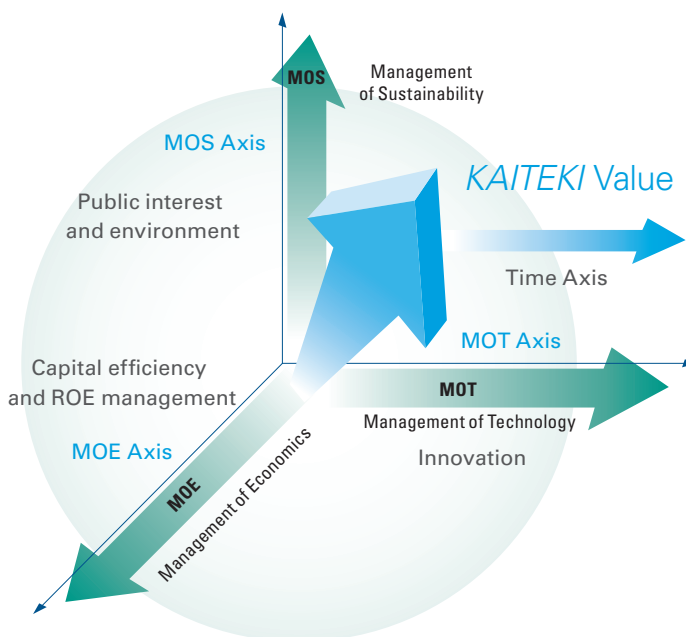 MOS
Management
of Sustainability
MOS Axis
KAITEKI Value
Public interest
and environment
Time Axis
MOT Axis
Capital efficiency
and ROE management
MOT
Management of Technology
MOE Axis
Innovation
MOE
Management of Economics